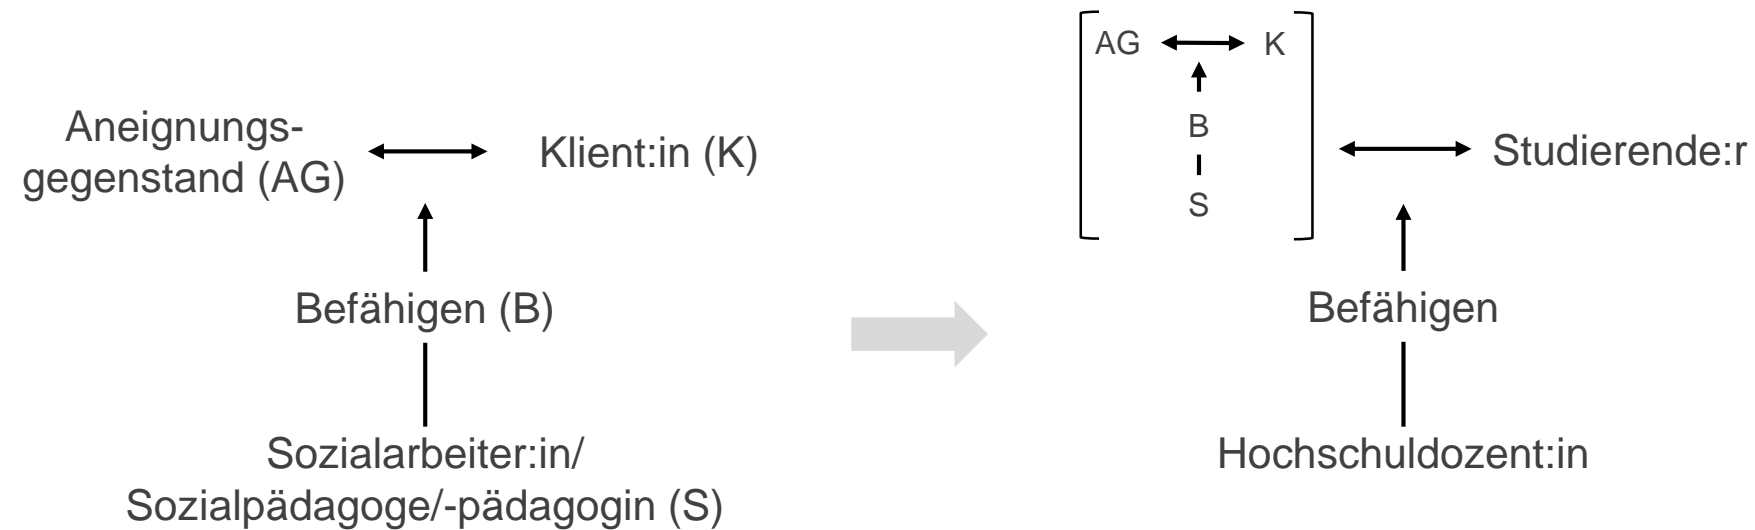 Aneignungs-
gegenstand (AG)
Klient:in (K)
Befähigen (B)
Sozialarbeiter:in/
Sozialpädagoge/-pädagogin (S)
AG
K
B
S
Studierende:r
Befähigen
Hochschuldozent:in